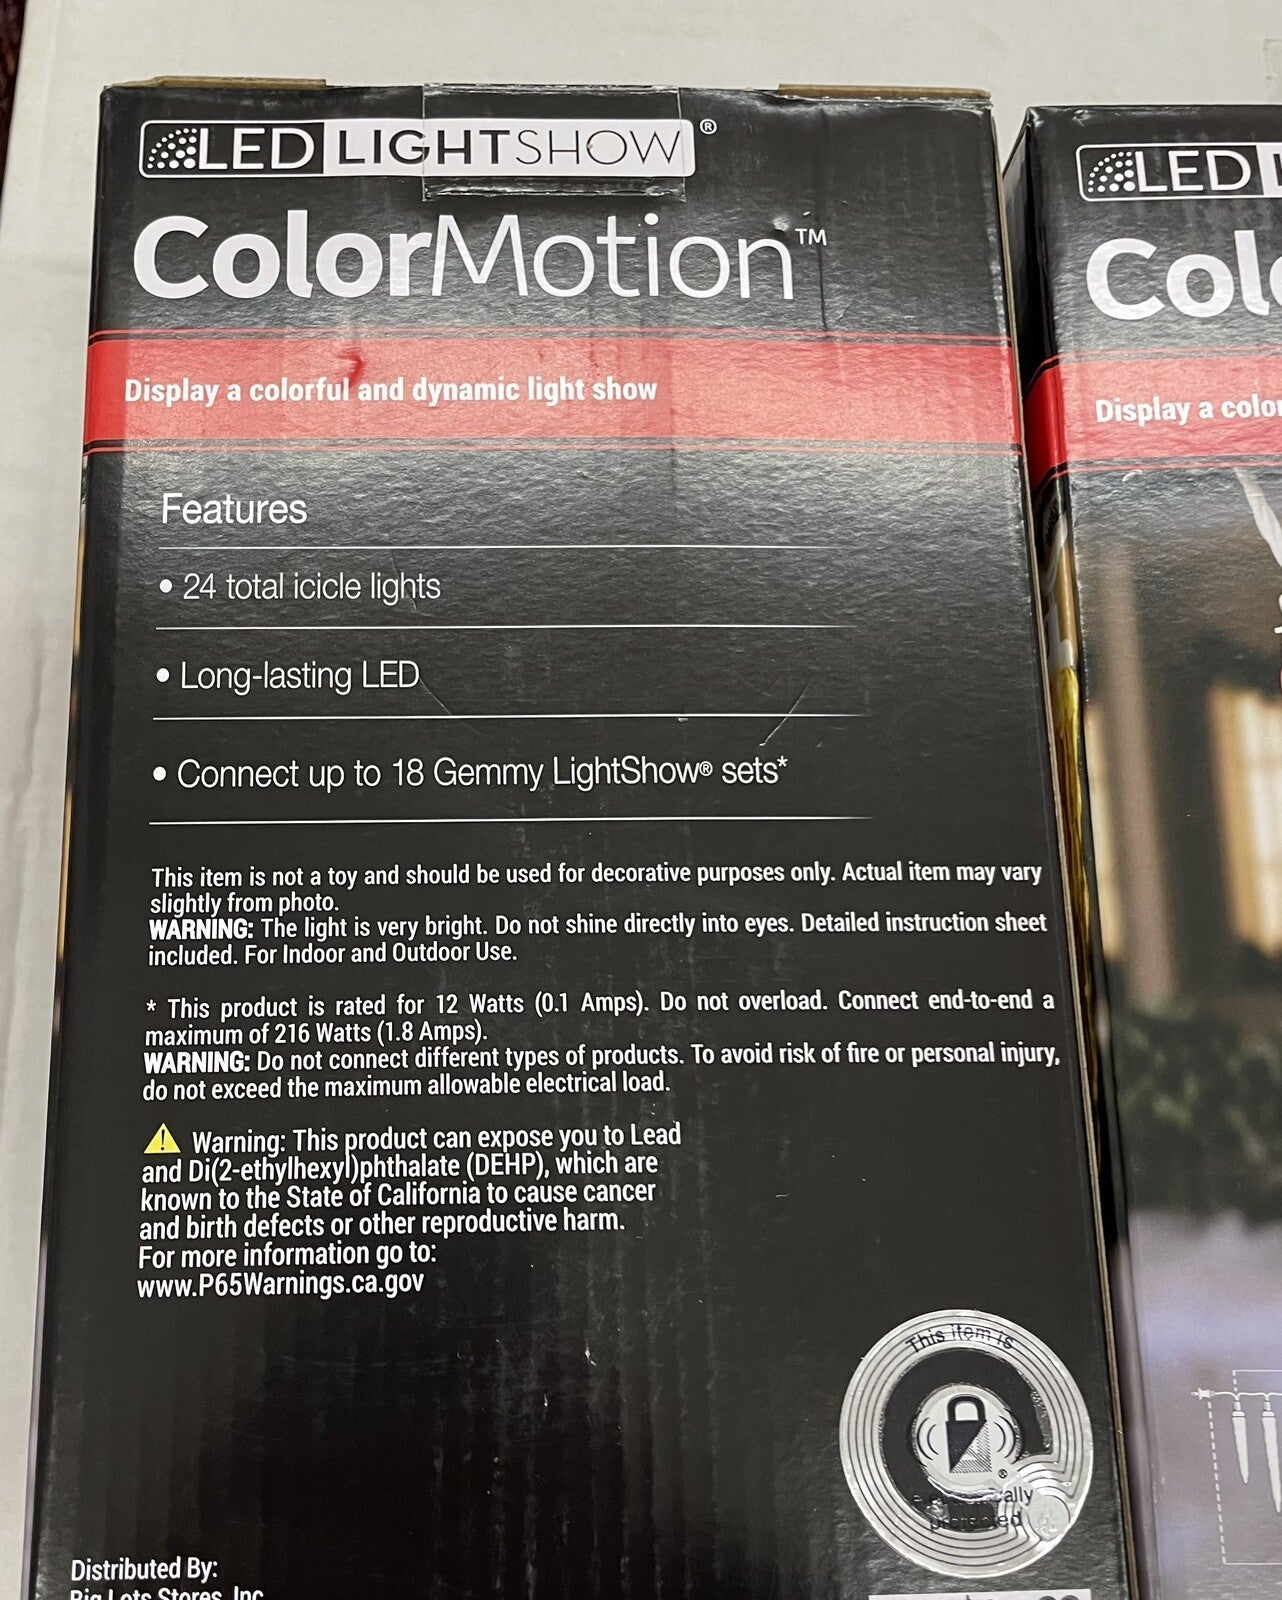 LED LIGHTSHOW®
ColorMotion™
Display a colorful and dynamic light show
Features
• 24 total icicle lights
• Long-lasting LED
• Connect up to 18 Gemmy LightShow® sets*
This item is not a toy and should be used for decorative purposes only. Actual item may vary
slightly from photo.
WARNING: The light is very bright. Do not shine directly into eyes. Detailed instruction sheet
included. For Indoor and Outdoor Use.
* This product is rated for 12 Watts (0.1 Amps). Do not overload. Connect end-to-end a
maximum of 216 Watts (1.8 Amps).
WARNING: Do not connect different types of products. To avoid risk of fire or personal injury,
do not exceed the maximum allowable electrical load.
Warning: This product can expose you to Lead
and Di(2-ethylhexyl)phthalate (DEHP), which are
known to the State of California to cause cancer
and birth defects or other reproductive harm.
For more information go to:
www.P65Warnings.ca.gov
This item is
®
protected
Distributed By:
Big Lots Stores, Inc
LED
Col
Display a color